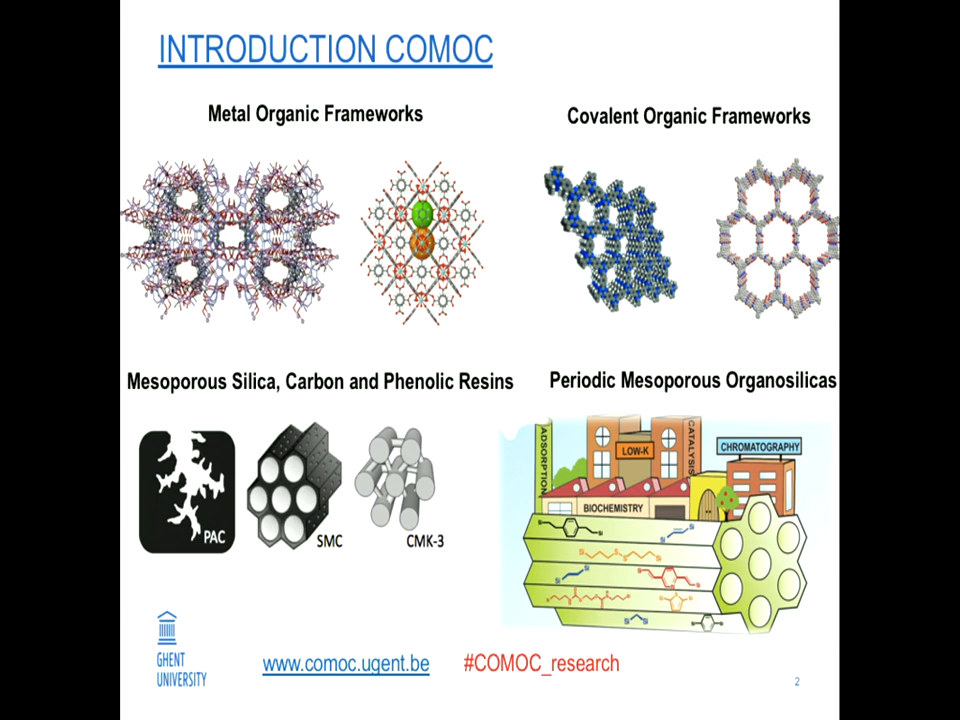 INTRODUCTION COMOC
Metal Organic Frameworks
Covalent Organic Frameworks
Mesoporous Silica, Carbon and Phenolic Resins
Periodic Mesoporous Organosilicas
PAC
SMC
CMK-3
ADSORPTION
LOW-K
CATALYSIS
CHROMATOGRAPHY
BIOCHEMISTRY
GHENT
UNIVERSITY
www.comoc.ugent.be
#COMOC_research
2